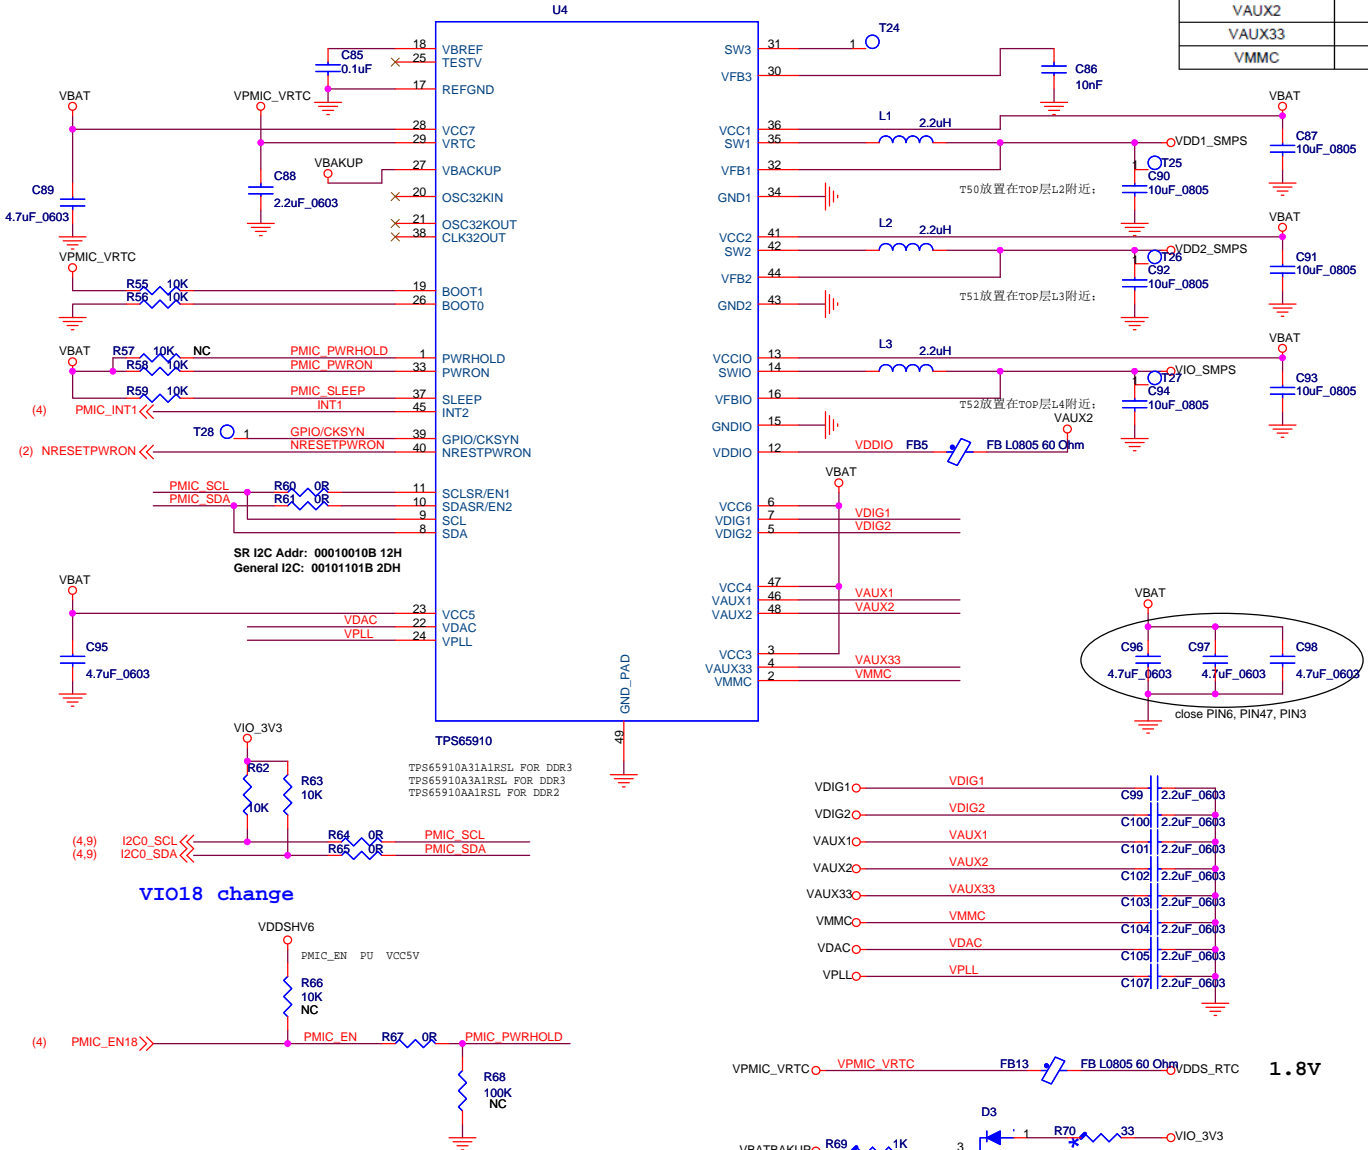 U4
VAUX2
VAUX33
VMMC
C85
0.1uF
18 VBREF
25 TESTV
17 REFGND
SW3 31
1 T24
VFB3 30
C86
10nF
VBAT
VPMIC_VRTC
28 VCC7
29 VRTC
VBAKUP
27 VBACKUP
C89
4.7uF_0603
C88
2.2uF_0603
20 OSC32KIN
21 OSC32KOUT
38 CLK32OUT
VCC1 36
SW1 35
L1 2.2uH
VFB1 32
GND1 34
VBAT
C87
10uF_0805
VDD1_SMPS
1 T25
C90
10uF_0805
T50放置在TOP层L2附近;
VCC2 41
SW2 42
L2 2.2uH
VFB2 44
GND2 43
VBAT
C91
10uF_0805
VDD2_SMPS
1 T26
C92
10uF_0805
T51放置在TOP层L3附近;
VPMIC_VRTC
R55 10K 19 BOOT1
R56 10K 26 BOOT0
VBAT
R57 10K NC PMIC_PWRHOLD 1 PWRHOLD
R58 10K PMIC_PWRON 33 PWRON
R59 10K PMIC_SLEEP 37 SLEEP
(4) PMIC_INT1 INT1 45 INT2
T28 1 GPIO/CKSYN 39 GPIO/CKSYN
(2) NRESETPWRON NRESETPWRON 40 NRESTPWRON
VCCIO 13
SWIO 14
L3 2.2uH
VFBIO 16
GNDIO 15
VBAT
C93
10uF_0805
VIO_SMPS
1 T27
C94
10uF_0805
T52放置在TOP层L4附近;
VAUX2
VDDIO 12 VDDIO FB5 FB L0805 60 Ohm
PMIC_SCL R60 0R 11 SCLSR/EN1
PMIC_SDA R61 0R 10 SDASR/EN2
9 SCL
8 SDA
SR I2C Addr: 00010010B 12H
General I2C: 00101101B 2DH
VBAT
VCC6 6
VDIG1 7 VDIG1
VDIG2 5 VDIG2
VCC4 47
VAUX1 46 VAUX1
VAUX2 48 VAUX2
VCC3 3
VAUX33 4 VAUX33
VMMC 2 VMMC
VBAT
23 VCC5
VDAC 22 VDAC
VPLL 24 VPLL
C95
4.7uF_0603
GND_PAD
49
VBAT
C96 C97 C98
4.7uF_0603 4.7uF_0603 4.7uF_0603
close PIN6, PIN47, PIN3
TPS65910
TPS65910A31A1RSL FOR DDR3
TPS65910A3A1RSL FOR DDR3
TPS65910AA1RSL FOR DDR2
VIO_3V3
R62
10K
R63
10K
(4,9) I2C0_SCL R64 0R PMIC_SCL
(4,9) I2C0_SDA R65 0R PMIC_SDA
VIO18 change
VDIG1 VDIG1 C99 2.2uF_0603
VDIG2 VDIG2 C100 2.2uF_0603
VAUX1 VAUX1 C101 2.2uF_0603
VAUX2 VAUX2 C102 2.2uF_0603
VAUX33 VAUX33 C103 2.2uF_0603
VMMC VMMC C104 2.2uF_0603
VDAC VDAC C105 2.2uF_0603
VPLL VPLL C107 2.2uF_0603
VDDSHV6
PMIC_EN PU VCC5V
R66
10K
NC
(4) PMIC_EN18 PMIC_EN R67 0R PMIC_PWRHOLD
R68
100K
NC
VPMIC_VRTC VPMIC_VRTC FB13 FB L0805 60 Ohm VDDS_RTC 1.8V
D3
VBATBAKUP R69 1K 3 1 R70 33 VIO_3V3